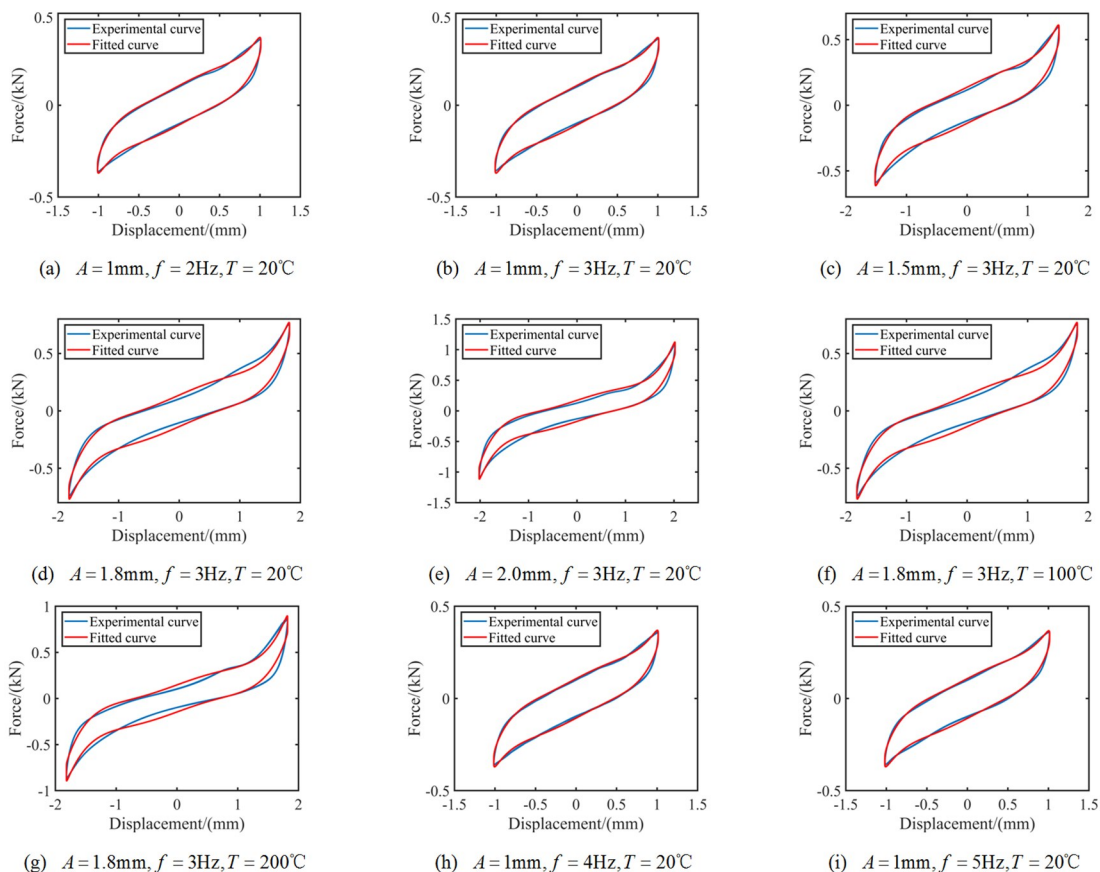 0.5
0
-0.5
Force/(kN)
Experimental curve
Fitted curve
-1.5 -1 -0.5 0 0.5 1 1.5
Displacement/(mm)
(a) A = 1mm, f = 2Hz, T = 20℃
0.5
0
-0.5
Force/(kN)
Experimental curve
Fitted curve
-1.5 -1 -0.5 0 0.5 1 1.5
Displacement/(mm)
(b) A = 1mm, f = 3Hz, T = 20℃
0.5
0
-0.5
Force/(kN)
Experimental curve
Fitted curve
-2 -1 0 1 2
Displacement/(mm)
(c) A = 1.5mm, f = 3Hz, T = 20℃
0.5
0
-0.5
Force/(kN)
Experimental curve
Fitted curve
-2 -1 0 1 2
Displacement/(mm)
(d) A = 1.8mm, f = 3Hz, T = 20℃
1.5
1
0.5
0
-0.5
-1
-1.5
Force/(kN)
Experimental curve
Fitted curve
-2 -1 0 1 2
Displacement/(mm)
(e) A = 2.0mm, f = 3Hz, T = 20℃
0.5
0
-0.5
Force/(kN)
Experimental curve
Fitted curve
-2 -1 0 1 2
Displacement/(mm)
(f) A = 1.8mm, f = 3Hz, T = 100℃
1
0.5
0
-0.5
-1
Force/(kN)
Experimental curve
Fitted curve
-2 -1 0 1 2
Displacement/(mm)
(g) A = 1.8mm, f = 3Hz, T = 200℃
0.5
0
-0.5
Force/(kN)
Experimental curve
Fitted curve
-1.5 -1 -0.5 0 0.5 1 1.5
Displacement/(mm)
(h) A = 1mm, f = 4Hz, T = 20℃
0.5
0
-0.5
Force/(kN)
Experimental curve
Fitted curve
-1.5 -1 -0.5 0 0.5 1 1.5
Displacement/(mm)
(i) A = 1mm, f = 5Hz, T = 20℃